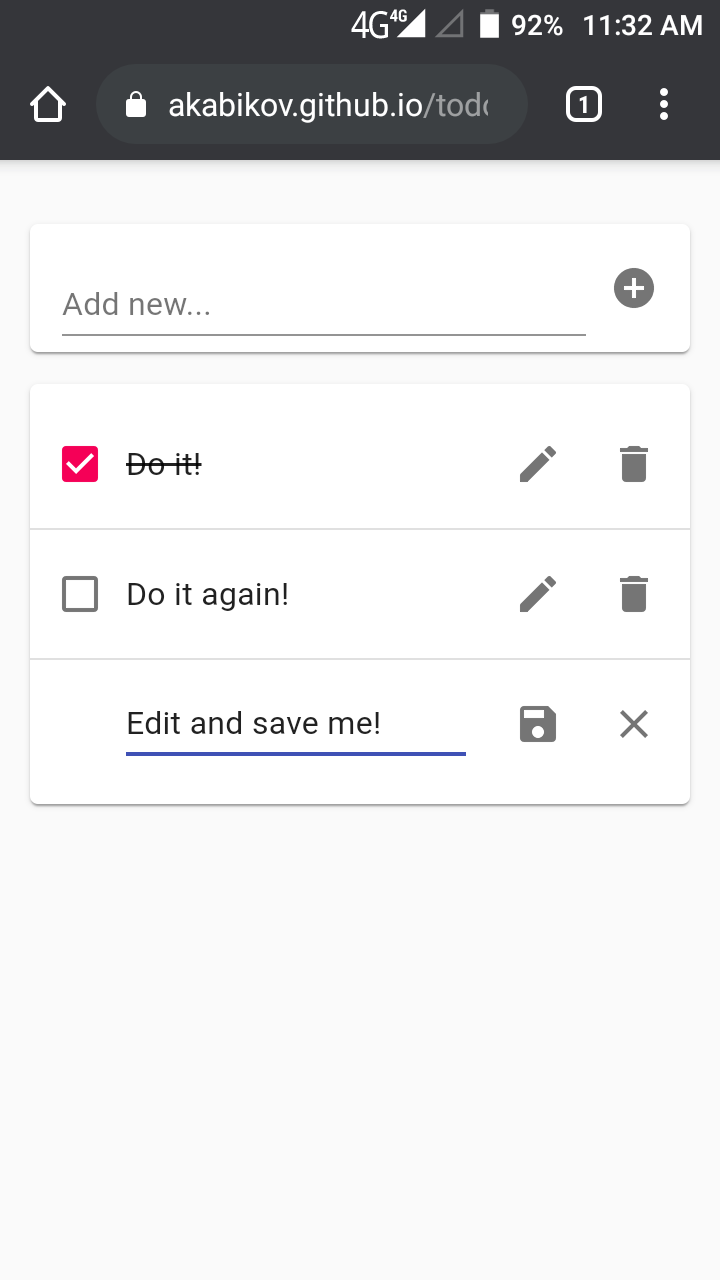 4G 4G 92% 11:32 AM
akabikov.github.io/todo 1
Add new...
Do it!
Do it again!
Edit and save me!